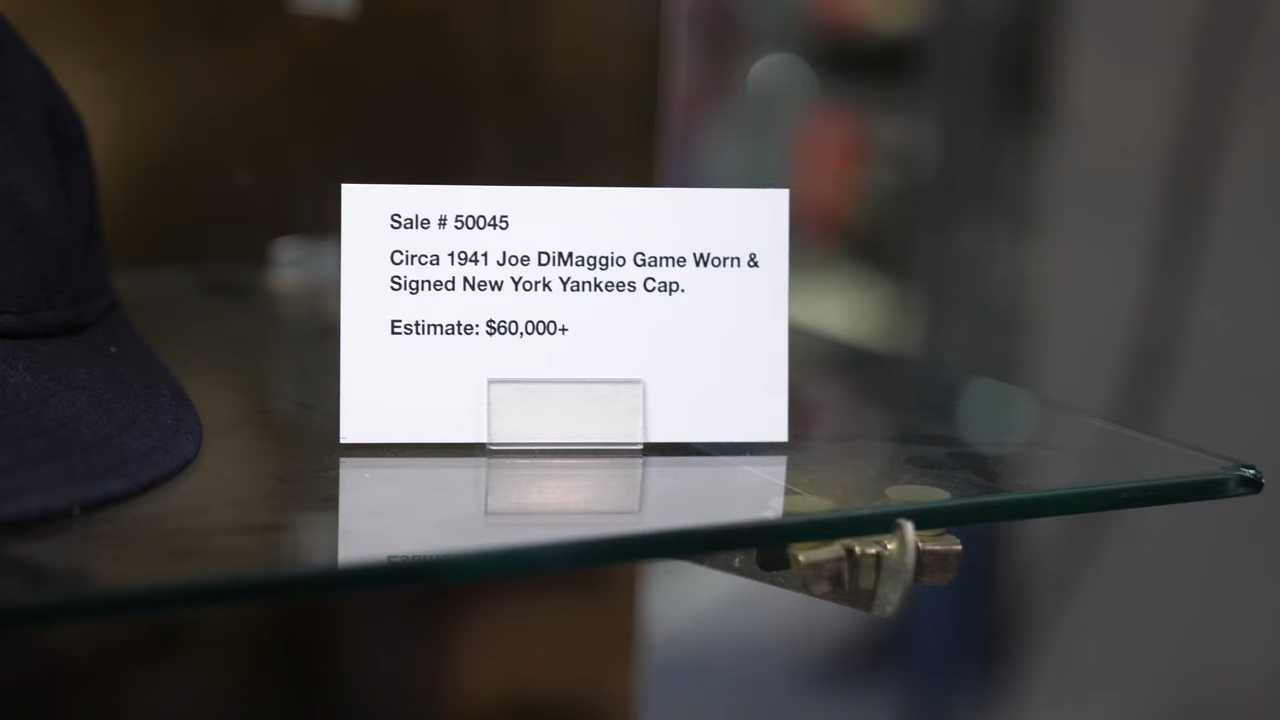 Sale # 50045
Circa 1941 Joe DiMaggio Game Worn &
Signed New York Yankees Cap.
Estimate: $60,000+